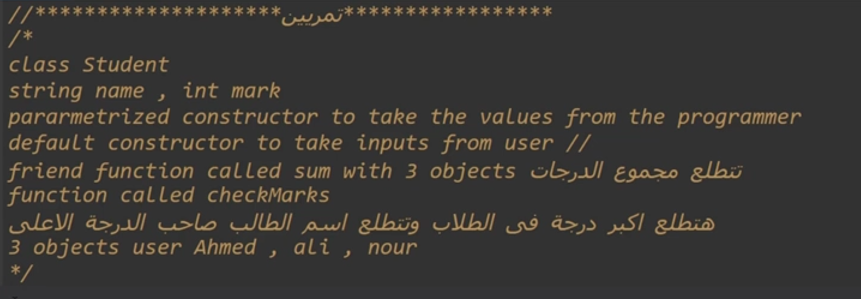 //********************تمريين*****************
/*
class Student
string name , int mark
pararmetrized constructor to take the values from the programmer
default constructor to take inputs from user //
friend function called sum with 3 objects تتطلع مجموع الدرجات
function called checkMarks
هتطلع اكبر درجة فى الطلاب وتتطلع اسم الطالب صاحب الدرجة الاعلى
3 objects user Ahmed , ali , nour
*/